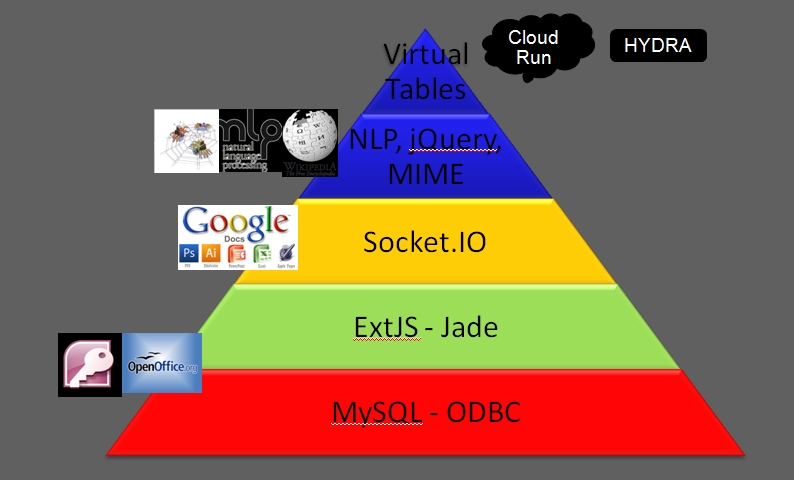 Virtual
Tables
Cloud
Run
HYDRA
nlp
natural
language
processing
WIKIPEDIA
The Free Encyclopedia
NLP, jQuery,
MIME
Google
Docs
Ps
Ai
Socket.IO
ExtJS - Jade
OpenOffice.org
MySQL - ODBC